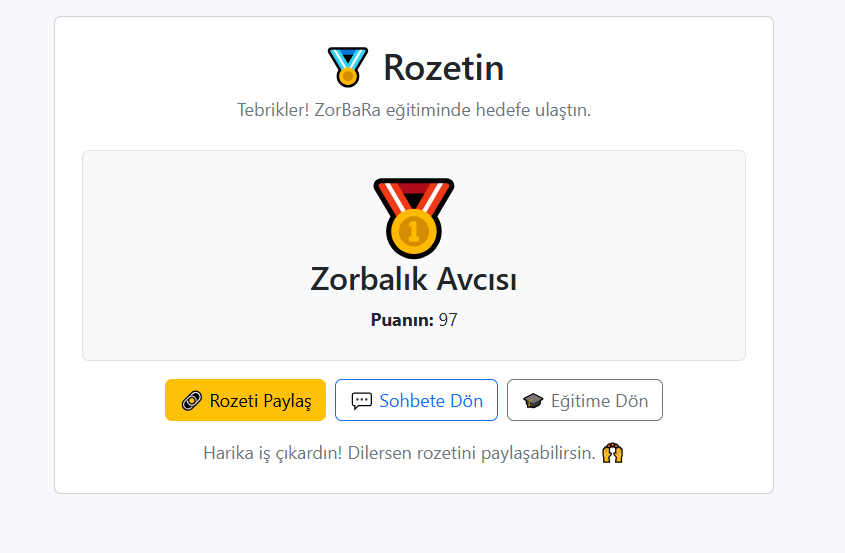 Rozetin
Tebrikler! ZorBaRa eğitiminde hedefe ulaştın.
1
Zorbalık Avcısı
Puanın: 97
Rozeti Paylaş
Sohbete Dön
Eğitime Dön
Harika iş çıkardın! Dilersen rozetini paylaşabilirsin.